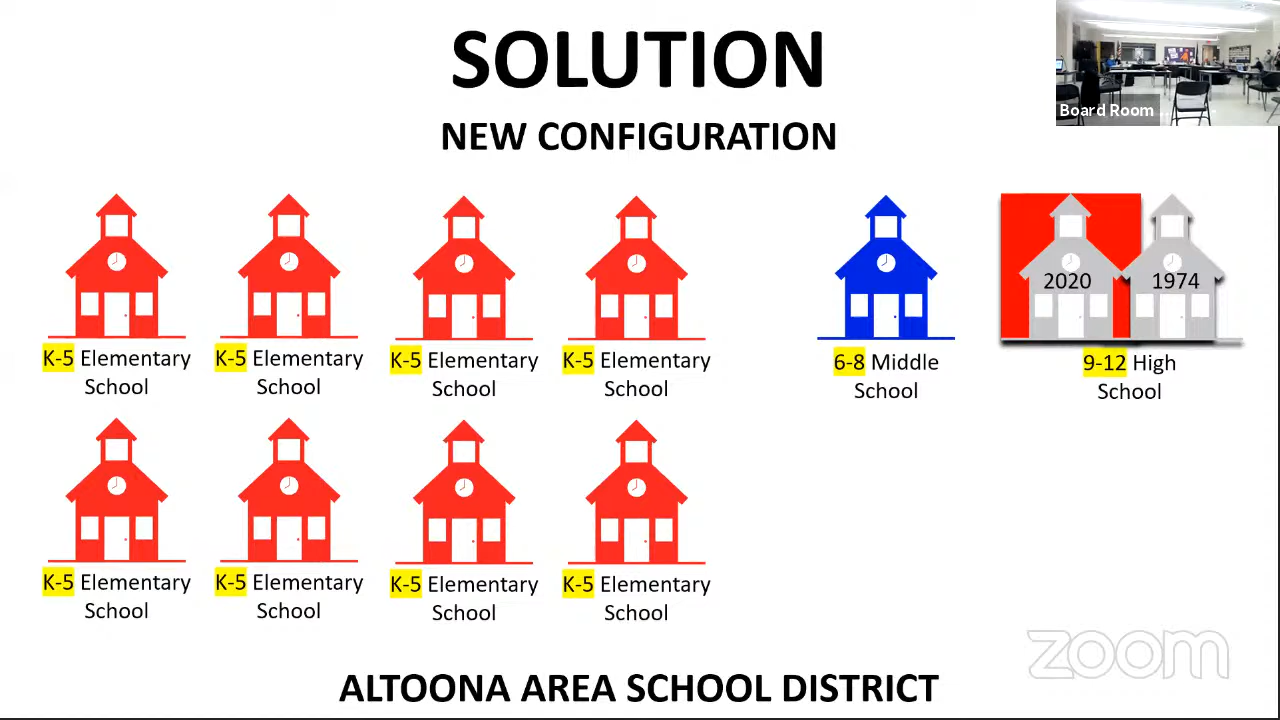 SOLUTION
NEW CONFIGURATION
Board Room ...
2020
1974
K-5 Elementary
School
K-5 Elementary
School
K-5 Elementary
School
K-5 Elementary
School
6-8 Middle
School
9-12 High
School
K-5 Elementary
School
K-5 Elementary
School
K-5 Elementary
School
K-5 Elementary
School
zoom
ALTOONA AREA SCHOOL DISTRICT